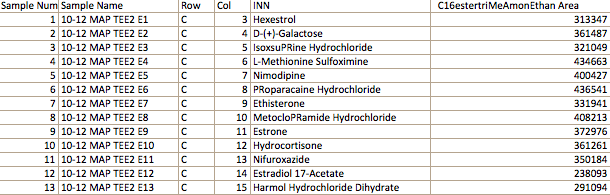 Sample Num Sample Name Row Col INN C16estertriMeAmonEthan Area
1 10-12 MAP TEE2 E1 C 3 Hexestrol 313347
2 10-12 MAP TEE2 E2 C 4 D-(+)-Galactose 361487
3 10-12 MAP TEE2 E3 C 5 IsoxsuPRine Hydrochloride 321049
4 10-12 MAP TEE2 E4 C 6 L-Methionine Sulfoximine 434663
5 10-12 MAP TEE2 E5 C 7 Nimodipine 400427
6 10-12 MAP TEE2 E6 C 8 PRoparacaine Hydrochloride 436541
7 10-12 MAP TEE2 E7 C 9 Ethisterone 331941
8 10-12 MAP TEE2 E8 C 10 MetocloPRamide Hydrochloride 408213
9 10-12 MAP TEE2 E9 C 11 Estrone 372976
10 10-12 MAP TEE2 E10 C 12 Hydrocortisone 361261
11 10-12 MAP TEE2 E11 C 13 Nifuroxazide 350184
12 10-12 MAP TEE2 E12 C 14 Estradiol 17-Acetate 238093
13 10-12 MAP TEE2 E13 C 15 Harmol Hydrochloride Dihydrate 291094